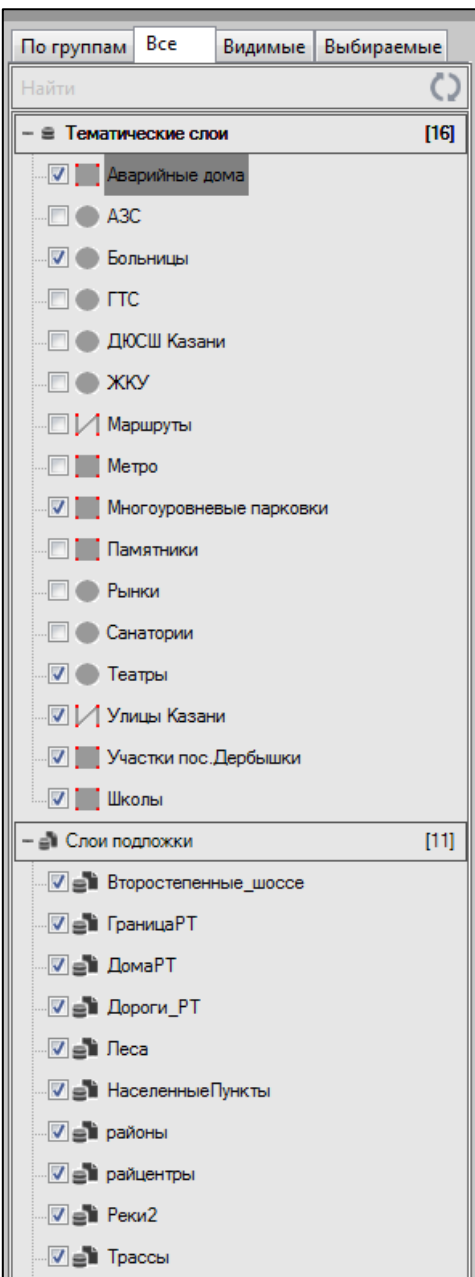 По группам Все Видимые Выбираемые
Найти
Тематические слои [16]
Аварийные дома
АЗС
Больницы
ГТС
ДЮСШ Казани
ЖКУ
Маршруты
Метро
Многоуровневые парковки
Памятники
Рынки
Санатории
Театры
Улицы Казани
Участки пос.Дербышки
Школы
Слои подложки [11]
Второстепенные_шоссе
ГраницаРТ
ДомаРТ
Дороги_РТ
Леса
НаселенныеПункты
районы
райцентры
Реки2
Трассы